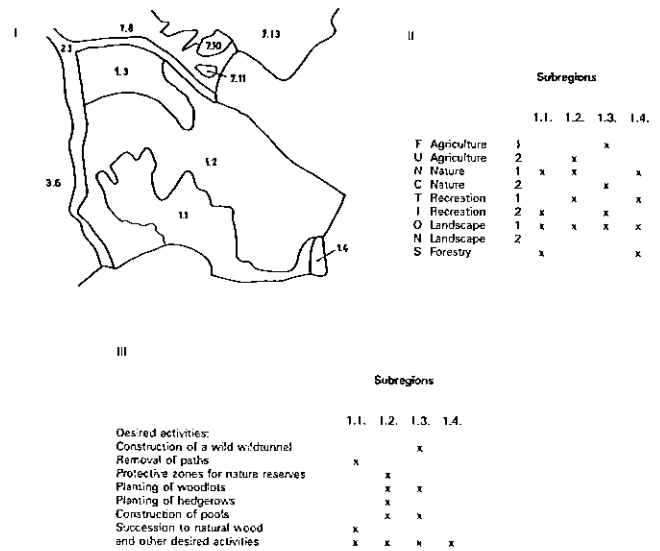 I
7.8
7.13
2.1
7.10
7.11
1.3
1.2
3.6
1.1
1.4
II
Subregions
1.1. 1.2. 1.3. 1.4.
F Agriculture 1 x
U Agriculture 2 x
N Nature 1 x x x
C Nature 2 x
T Recreation 1 x x
I Recreation 2 x x
O Landscape 1 x x x x
N Landscape 2
S Forestry x x
III
Subregions
1.1. 1.2. 1.3. 1.4.
Desired activities:
Construction of a wild wildtunnel x
Removal of paths x
Protective zones for nature reserves x
Planting of woodlots x x
Planting of hedgerows x
Construction of pools x x
Succession to natural wood x
and other desired activities x x x x